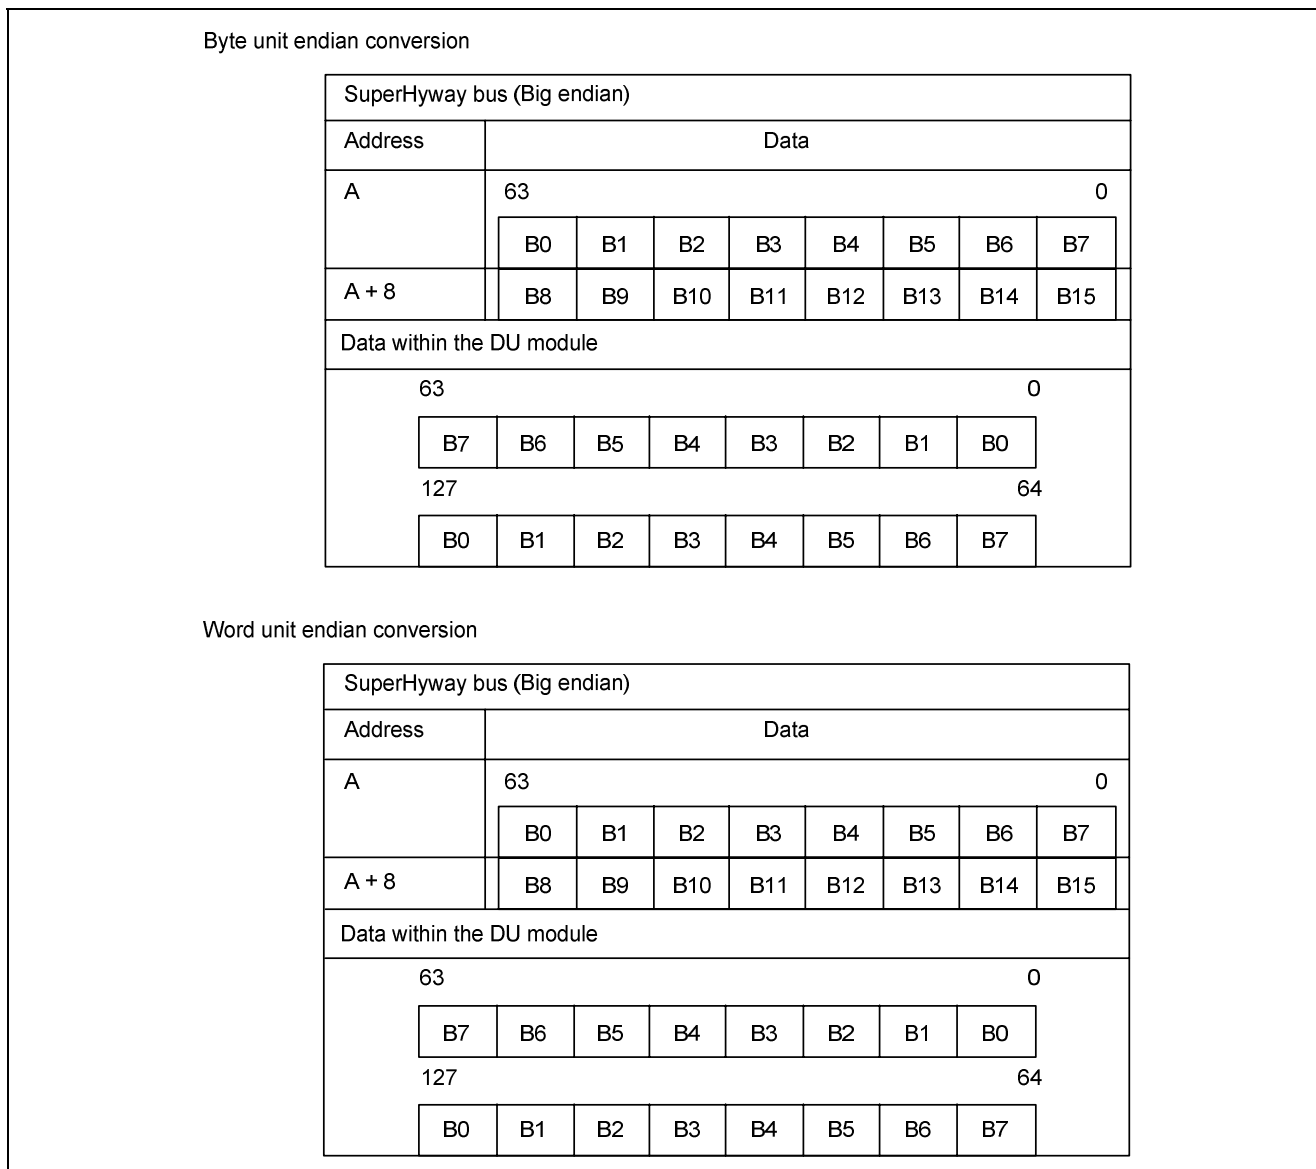 Byte unit endian conversion
SuperHyway bus (Big endian)
Address Data
A 63 0
B0 B1 B2 B3 B4 B5 B6 B7
A + 8 B8 B9 B10 B11 B12 B13 B14 B15
Data within the DU module
63 0
B7 B6 B5 B4 B3 B2 B1 B0
127 64
B0 B1 B2 B3 B4 B5 B6 B7
Word unit endian conversion
SuperHyway bus (Big endian)
Address Data
A 63 0
B0 B1 B2 B3 B4 B5 B6 B7
A + 8 B8 B9 B10 B11 B12 B13 B14 B15
Data within the DU module
63 0
B7 B6 B5 B4 B3 B2 B1 B0
127 64
B0 B1 B2 B3 B4 B5 B6 B7